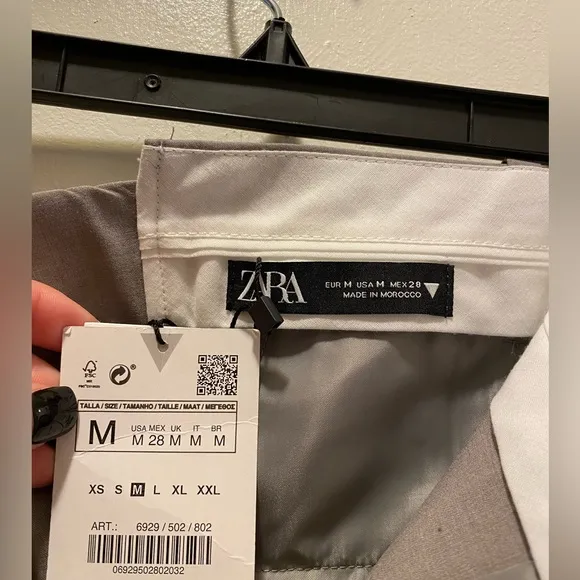 ZARA
EUR M USA M MEX 28
MADE IN MOROCCO
FSC
TALLA / SIZE / TAMANHO / TAILLE / MAAT / ΜΕΓΕΘΟΣ
M
USA MEX UK IT BR
M 28 M M M
XS S M L XL XXL
ART.: 6929 / 502 / 802
06929502802032